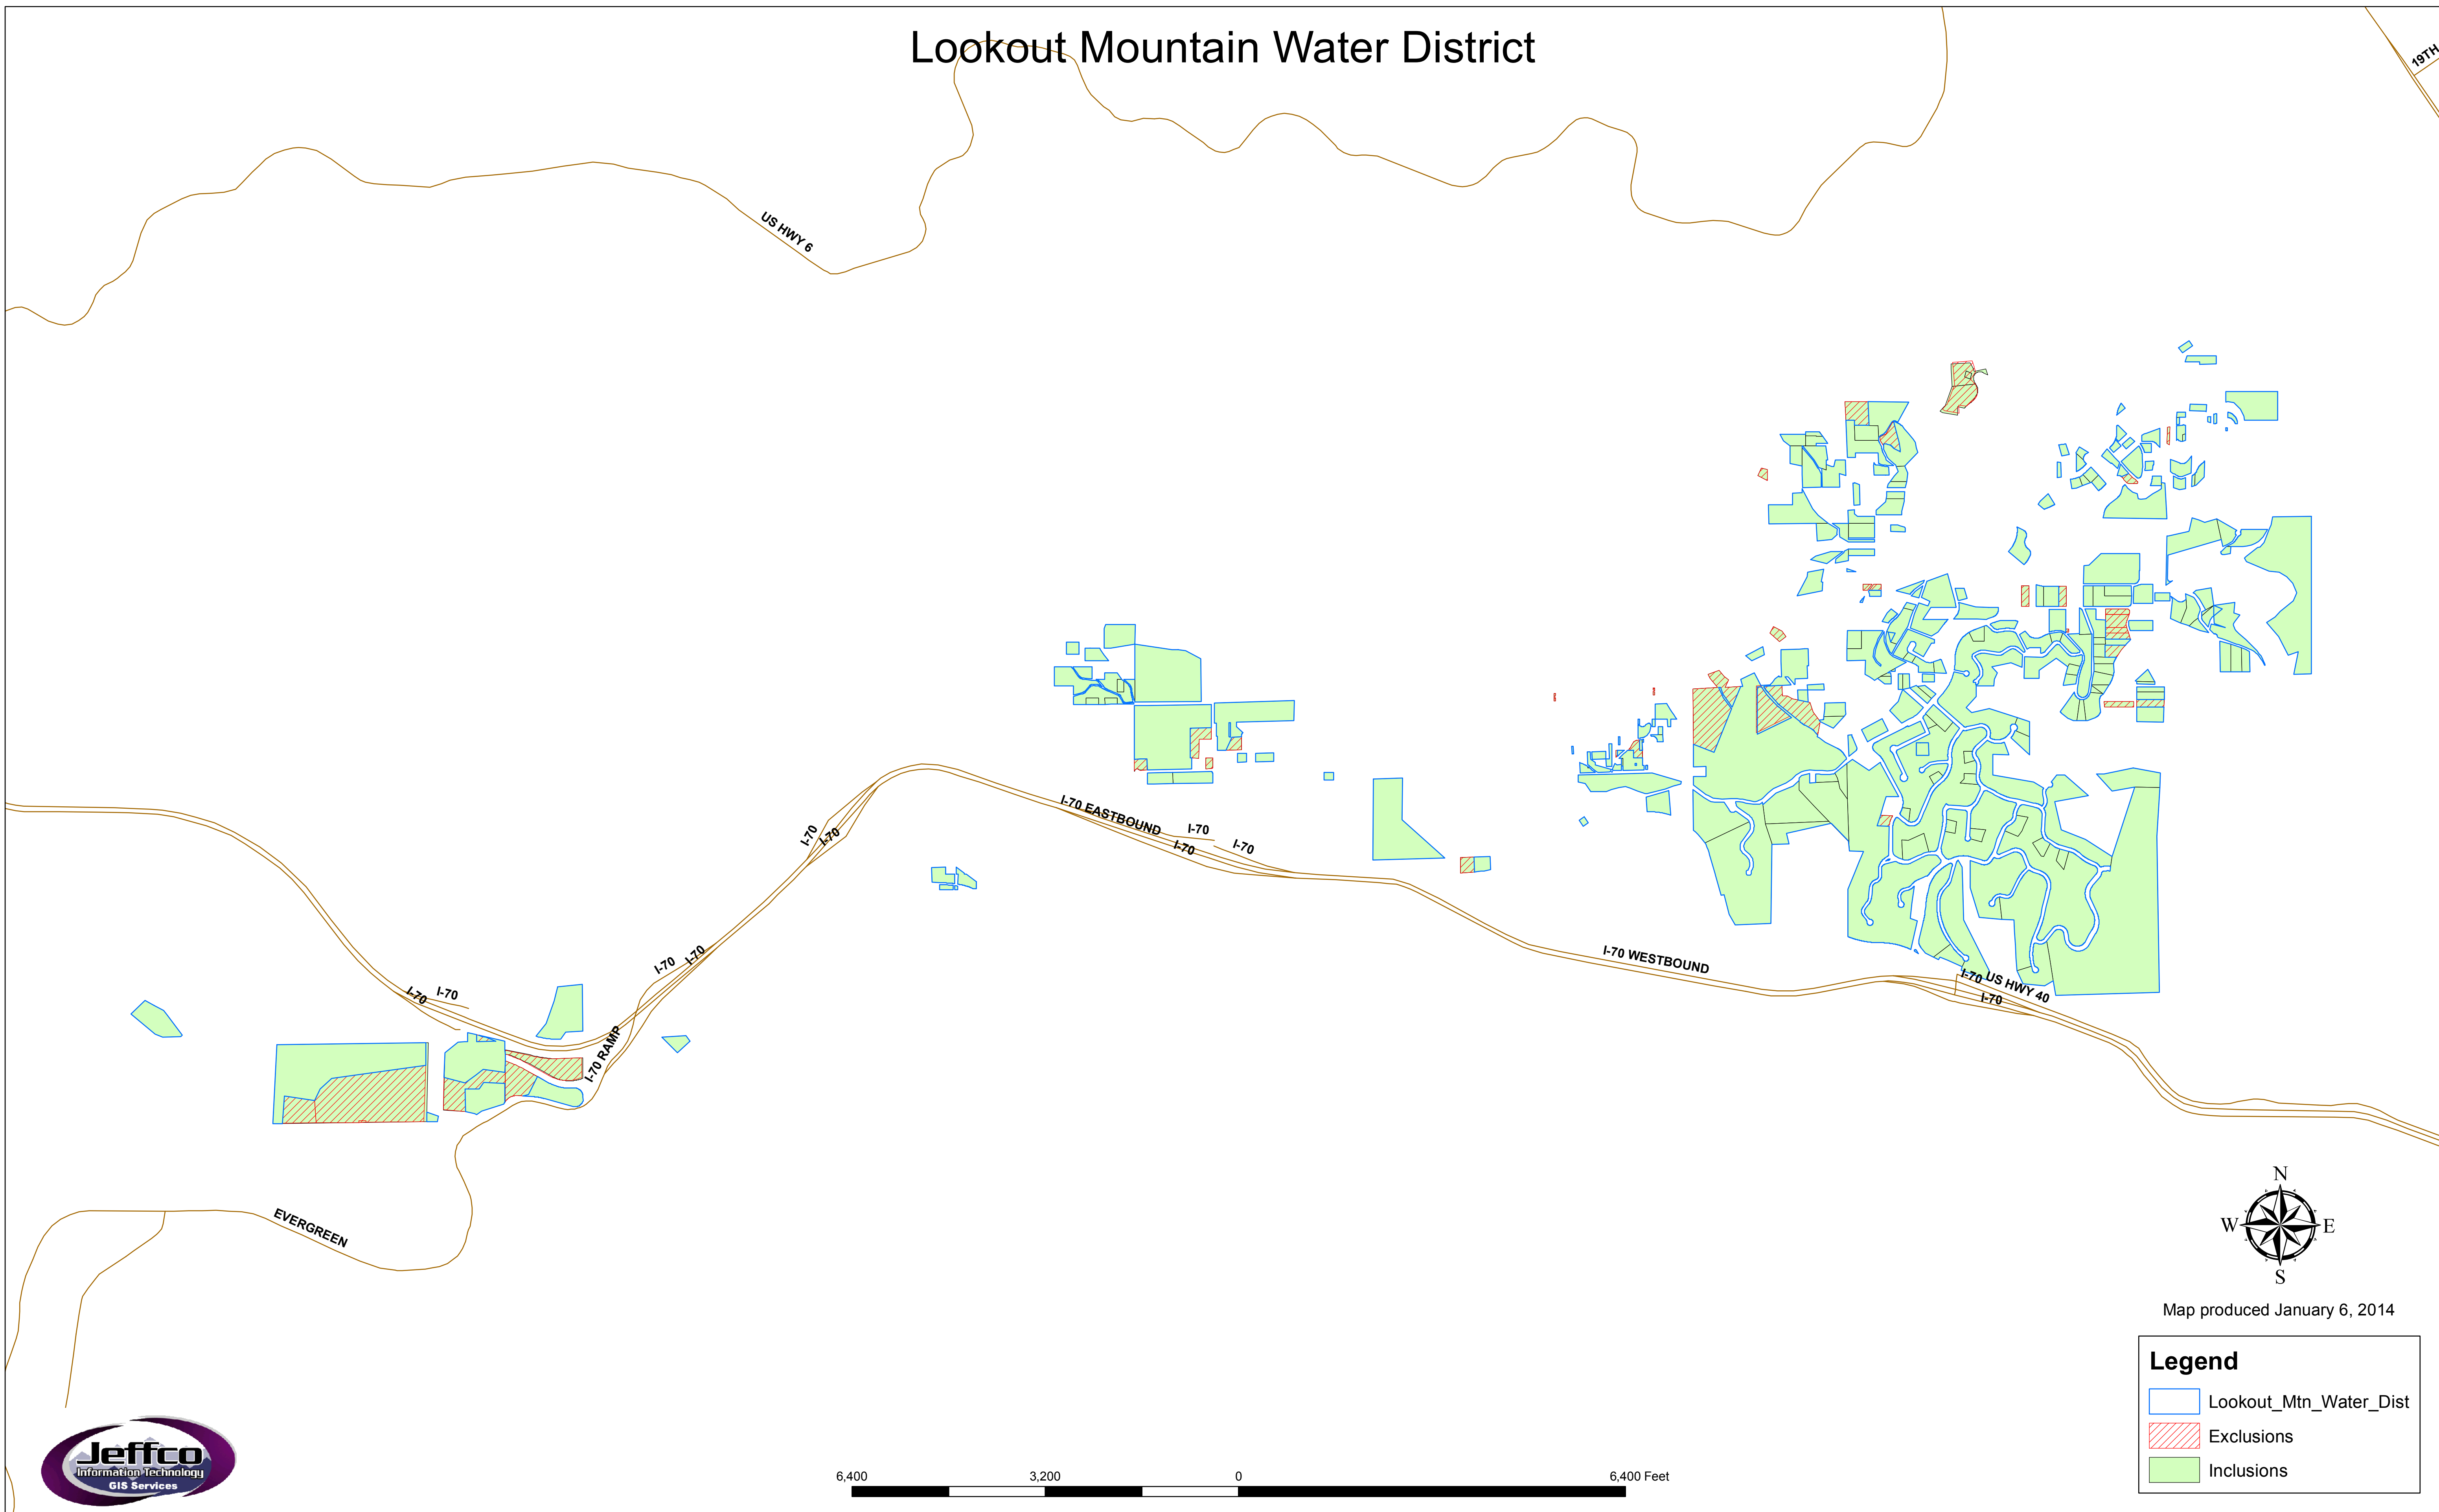 Lookout Mountain Water District
19TH
US HWY 6
I-70
I-70
I-70 EASTBOUND
I-70
I-70
I-70
I-70 WESTBOUND
I-70
I-70
I-70
I-70
I-70 US HWY 40
I-70
I-70 RAMP
EVERGREEN
N
W E
S
Map produced January 6, 2014
Legend
Lookout_Mtn_Water_Dist
Exclusions
Inclusions
Jeffco
Information Technology
GIS Services
6,400 3,200 0 6,400 Feet